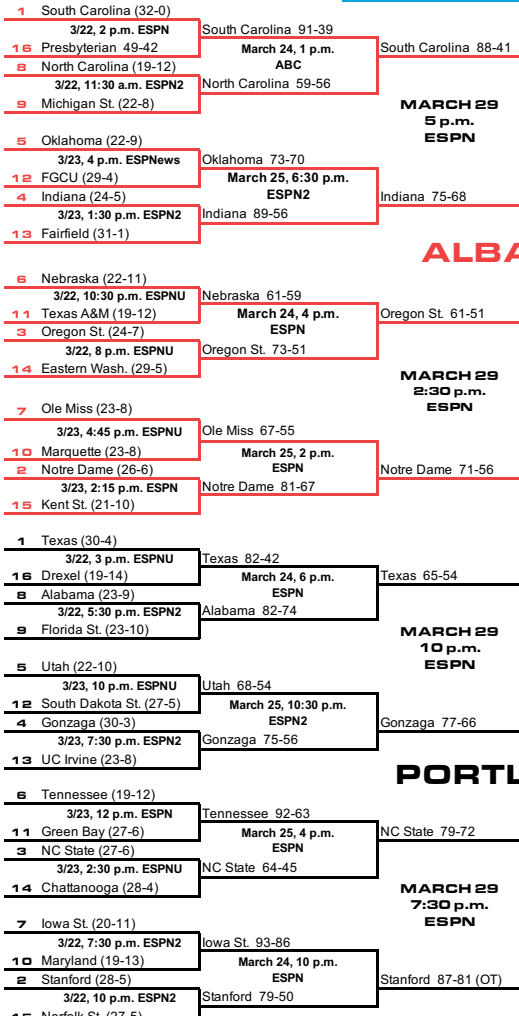 1 South Carolina (32-0)
3/22, 2 p.m. ESPN
South Carolina 91-39
16 Presbyterian 49-42
March 24, 1 p.m.
ABC
South Carolina 88-41
8 North Carolina (19-12)
3/22, 11:30 a.m. ESPN2
North Carolina 59-56
9 Michigan St. (22-8)
MARCH 29
5 p.m.
ESPN
5 Oklahoma (22-9)
3/23, 4 p.m. ESPNews
Oklahoma 73-70
12 FGCU (29-4)
March 25, 6:30 p.m.
ESPN2
Indiana 75-68
4 Indiana (24-5)
3/23, 1:30 p.m. ESPN2
Indiana 89-56
13 Fairfield (31-1)
ALBA
6 Nebraska (22-11)
3/22, 10:30 p.m. ESPNU
Nebraska 61-59
11 Texas A&M (19-12)
March 24, 4 p.m.
ESPN
Oregon St. 61-51
3 Oregon St. (24-7)
3/22, 8 p.m. ESPNU
Oregon St. 73-51
14 Eastern Wash. (29-5)
MARCH 29
2:30 p.m.
ESPN
7 Ole Miss (23-8)
3/23, 4:45 p.m. ESPNU
Ole Miss 67-55
10 Marquette (23-8)
March 25, 2 p.m.
ESPN
Notre Dame 71-56
2 Notre Dame (26-6)
3/23, 2:15 p.m. ESPN
Notre Dame 81-67
15 Kent St. (21-10)
1 Texas (30-4)
3/22, 3 p.m. ESPNU
Texas 82-42
16 Drexel (19-14)
March 24, 6 p.m.
ESPN
Texas 65-54
8 Alabama (23-9)
3/22, 5:30 p.m. ESPN2
Alabama 82-74
9 Florida St. (23-10)
MARCH 29
10 p.m.
ESPN
5 Utah (22-10)
3/23, 10 p.m. ESPNU
Utah 68-54
12 South Dakota St. (27-5)
March 25, 10:30 p.m.
ESPN2
Gonzaga 77-66
4 Gonzaga (30-3)
3/23, 7:30 p.m. ESPN2
Gonzaga 75-56
13 UC Irvine (23-8)
PORTL
6 Tennessee (19-12)
3/23, 12 p.m. ESPN
Tennessee 92-63
11 Green Bay (27-6)
March 25, 4 p.m.
ESPN
NC State 79-72
3 NC State (27-6)
3/23, 2:30 p.m. ESPNU
NC State 64-45
14 Chattanooga (28-4)
MARCH 29
7:30 p.m.
ESPN
7 Iowa St. (20-11)
3/22, 7:30 p.m. ESPN2
Iowa St. 93-86
10 Maryland (19-13)
March 24, 10 p.m.
ESPN
Stanford 87-81 (OT)
2 Stanford (28-5)
3/22, 10 p.m. ESPN2
Stanford 79-50
15 Norfolk St. (27-5)